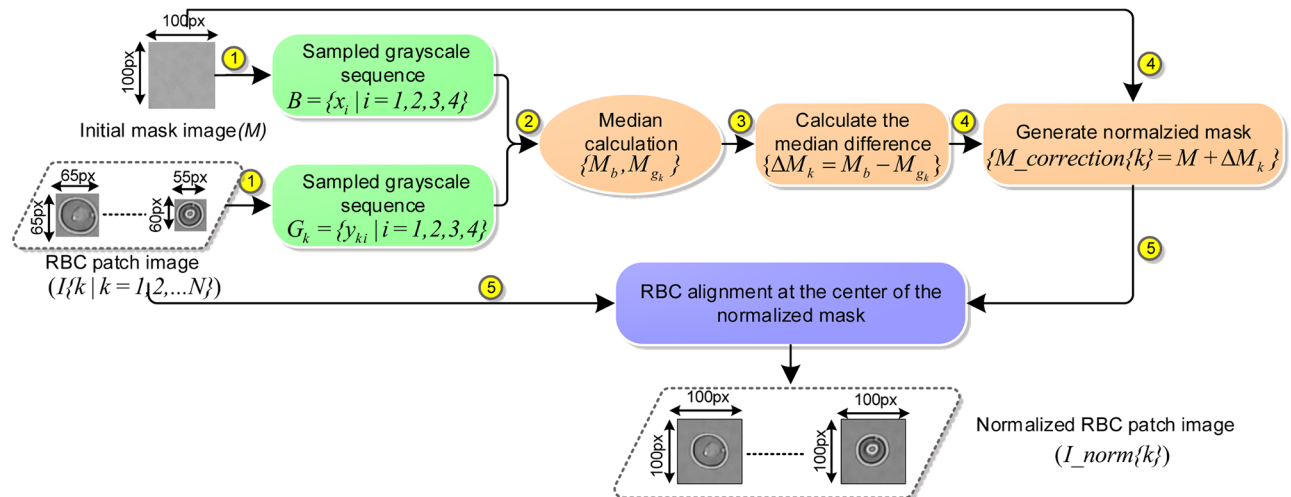 100px
100px
Initial mask image(M)
1
Sampled grayscale
sequence
B = {x_i | i = 1,2,3,4}
65px
65px
55px
60px
RBC patch image
(I{k | k = 1,2,...N})
1
Sampled grayscale
sequence
G_k = {y_ki | i = 1,2,3,4}
2
Median
calculation
{M_b, M_g_k}
3
Calculate the
median difference
{ΔM_k = M_b − M_g_k}
4
4
Generate normalzied mask
{M_correction{k} = M + ΔM_k}
5
5
RBC alignment at the center of the
normalized mask
100px
100px
100px
100px
Normalized RBC patch image
(I_norm{k})